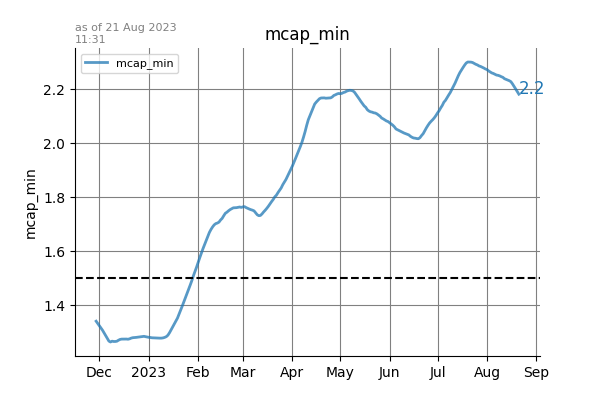 as of 21 Aug 2023
11:31
mcap_min
mcap_min
2.2
2.2
2.0
1.8
1.6
1.4
mcap_min
Dec 2023 Feb Mar Apr May Jun Jul Aug Sep